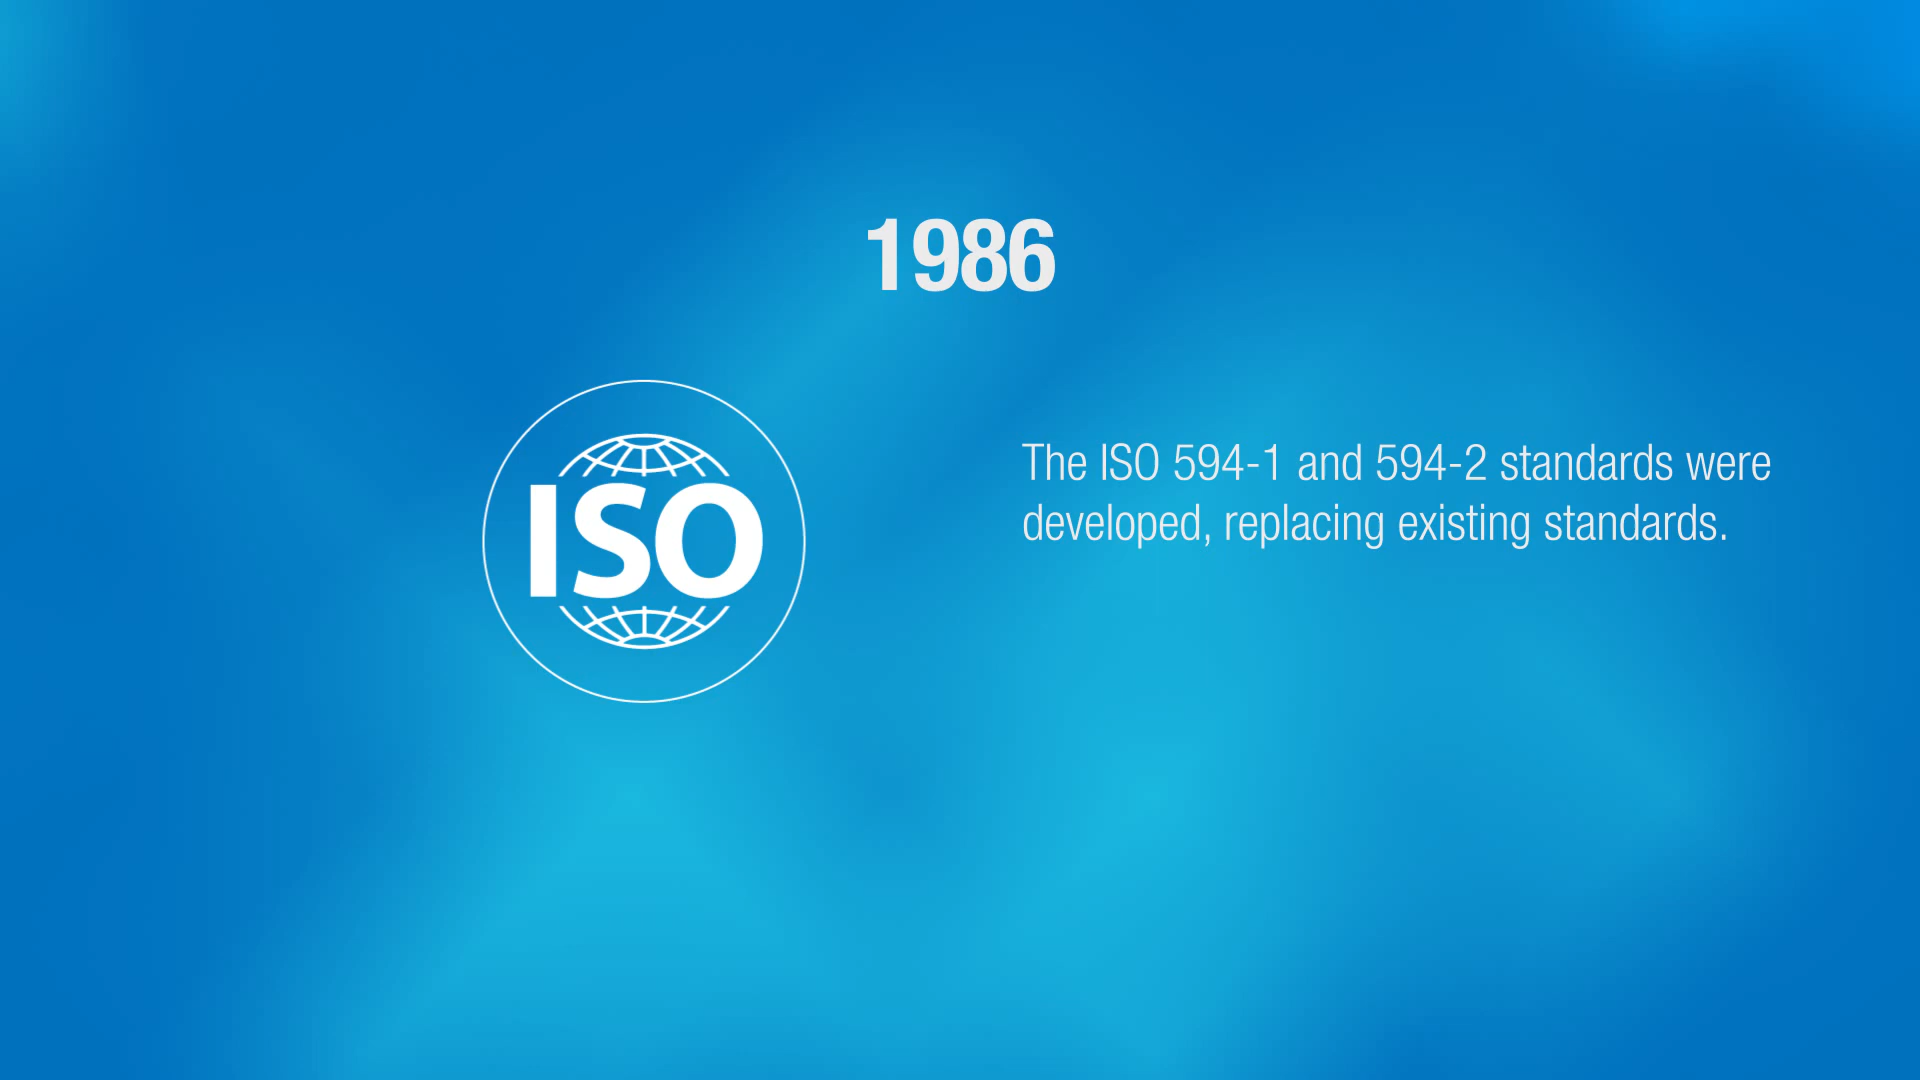 1986
ISO
The ISO 594-1 and 594-2 standards were
developed, replacing existing standards.